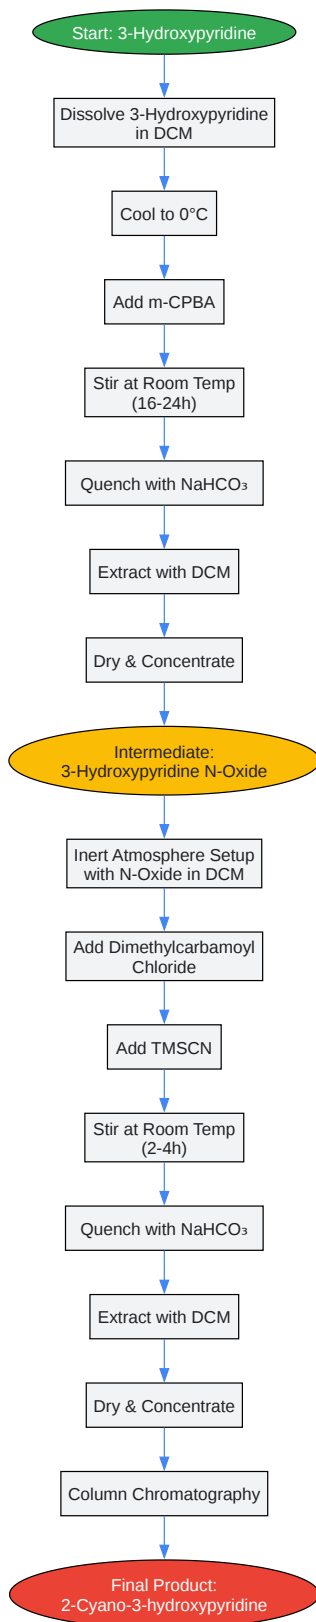 Start: 3-Hydroxypyridine
Dissolve 3-Hydroxypyridine
in DCM
Cool to 0°C
Add m-CPBA
Stir at Room Temp
(16-24h)
Quench with NaHCO₃
Extract with DCM
Dry & Concentrate
Intermediate:
3-Hydroxypyridine N-Oxide
Inert Atmosphere Setup
with N-Oxide in DCM
Add Dimethylcarbamoyl
Chloride
Add TMSCN
Stir at Room Temp
(2-4h)
Quench with NaHCO₃
Extract with DCM
Dry & Concentrate
Column Chromatography
Final Product:
2-Cyano-3-hydroxypyridine